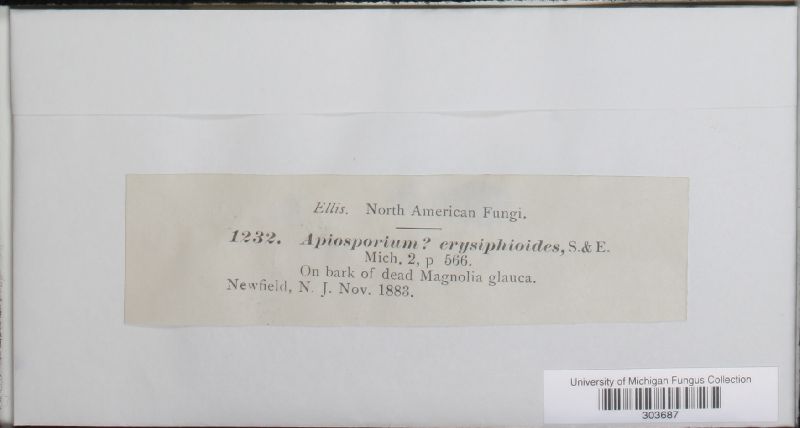 Ellis. North American Fungi.
1232. Apiosporium? erysiphioides, S. & E.
Mich. 2, p 566.
On bark of dead Magnolia glauca.
Newfield, N. J. Nov. 1883.
University of Michigan Fungus Collection
303687